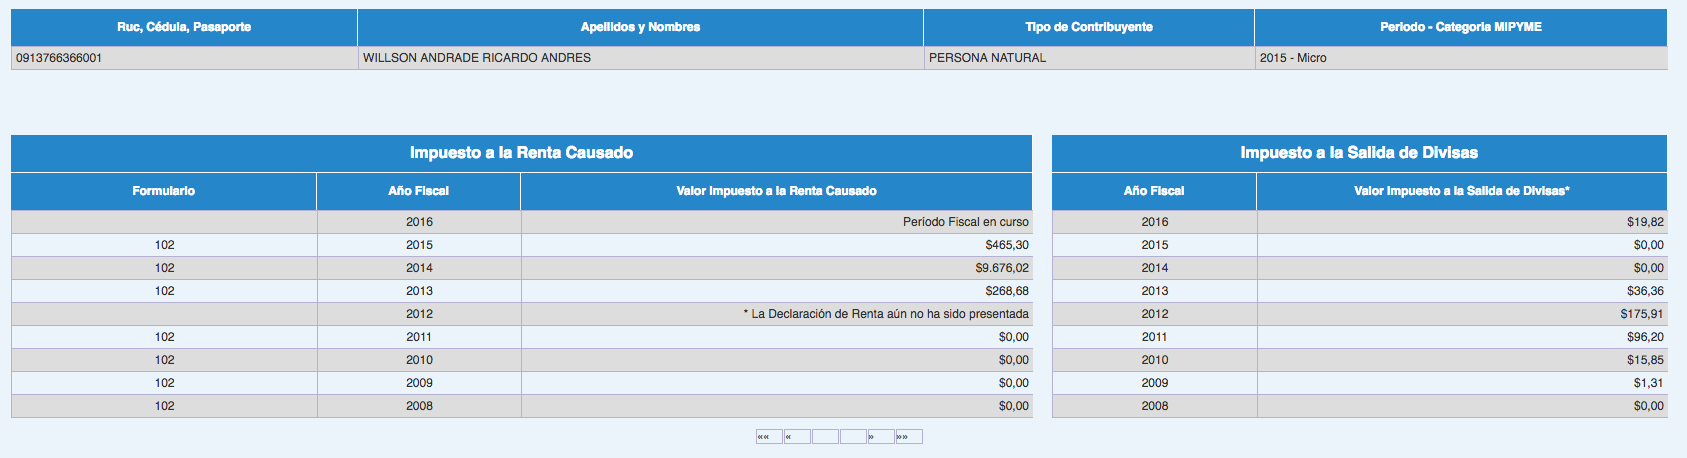 Ruc, Cédula, Pasaporte Apellidos y Nombres Tipo de Contribuyente Periodo - Categoria MIPYME
0913766366001 WILLSON ANDRADE RICARDO ANDRES PERSONA NATURAL 2015 - Micro
Impuesto a la Renta Causado Impuesto a la Salida de Divisas
Formulario Año Fiscal Valor Impuesto a la Renta Causado Año Fiscal Valor Impuesto a la Salida de Divisas*
2016 Período Fiscal en curso 2016 $19,82
102 2015 $465,30 2015 $0,00
102 2014 $9.676,02 2014 $0,00
102 2013 $268,68 2013 $36,36
2012 * La Declaración de Renta aún no ha sido presentada 2012 $175,91
102 2011 $0,00 2011 $96,20
102 2010 $0,00 2010 $15,85
102 2009 $0,00 2009 $1,31
102 2008 $0,00 2008 $0,00
«« « » »»